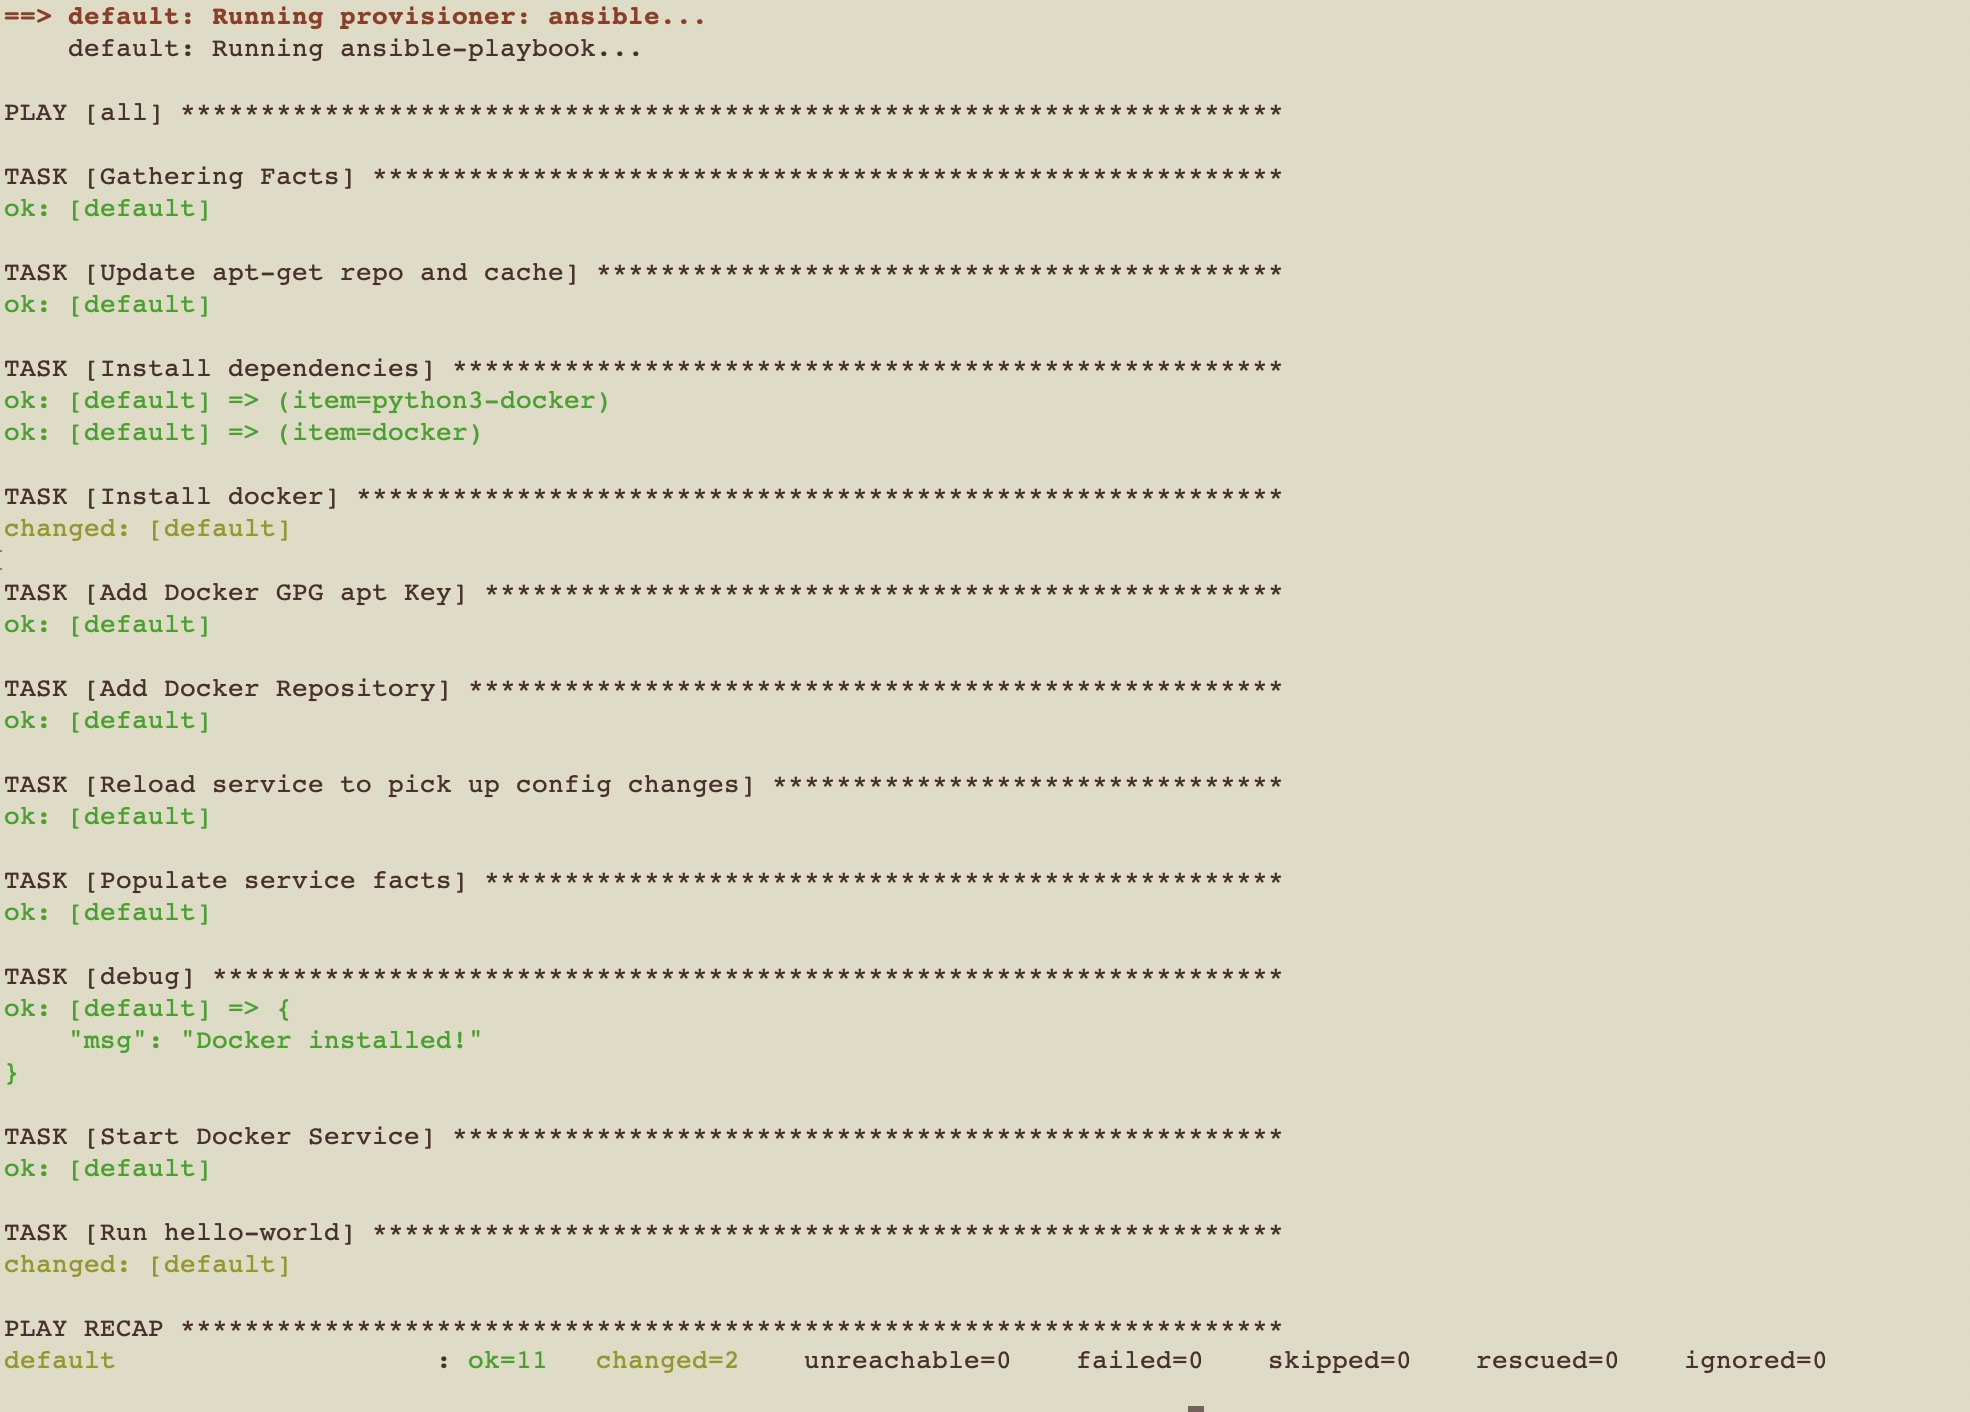 ==> default: Running provisioner: ansible...
    default: Running ansible-playbook...

PLAY [all] *********************************************************************

TASK [Gathering Facts] *********************************************************
ok: [default]

TASK [Update apt-get repo and cache] *******************************************
ok: [default]

TASK [Install dependencies] ****************************************************
ok: [default] => (item=python3-docker)
ok: [default] => (item=docker)

TASK [Install docker] **********************************************************
changed: [default]

TASK [Add Docker GPG apt Key] **************************************************
ok: [default]

TASK [Add Docker Repository] ***************************************************
ok: [default]

TASK [Reload service to pick up config changes] ********************************
ok: [default]

TASK [Populate service facts] **************************************************
ok: [default]

TASK [debug] *******************************************************************
ok: [default] => {
    "msg": "Docker installed!"
}

TASK [Start Docker Service] ****************************************************
ok: [default]

TASK [Run hello-world] *********************************************************
changed: [default]

PLAY RECAP *********************************************************************
default                    : ok=11   changed=2    unreachable=0    failed=0    skipped=0    rescued=0    ignored=0